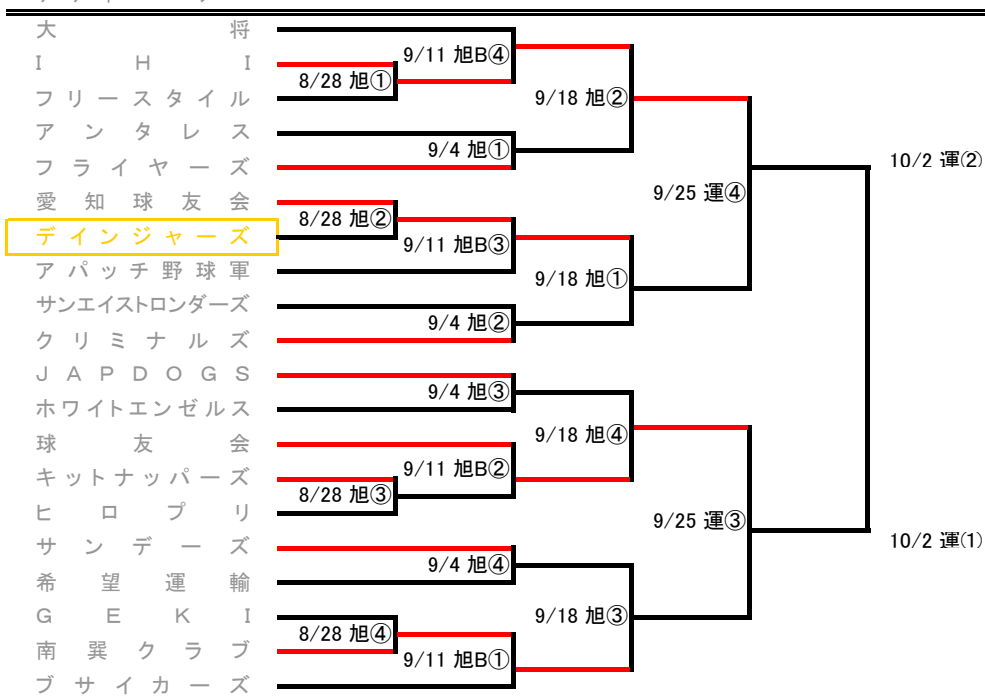 大将
9/11 旭B④
I H I
8/28 旭①
フリースタイル
9/18 旭②
アンタレス
9/4 旭①
フライヤーズ
10/2 運(2)
愛知球友会
9/25 運④
8/28 旭②
デインジャーズ
9/11 旭B③
アパッチ野球軍
9/18 旭①
サンエイストロンダーズ
9/4 旭②
クリミナルズ
JAPDOGS
9/4 旭③
ホワイトエンゼルス
9/18 旭④
球友会
9/11 旭B②
キットナッパーズ
8/28 旭③
ヒロプリ
9/25 運③
10/2 運(1)
サンデーズ
9/4 旭④
希望運輸
GEKI
9/18 旭③
8/28 旭④
南巽クラブ
9/11 旭B①
ブサイカーズ